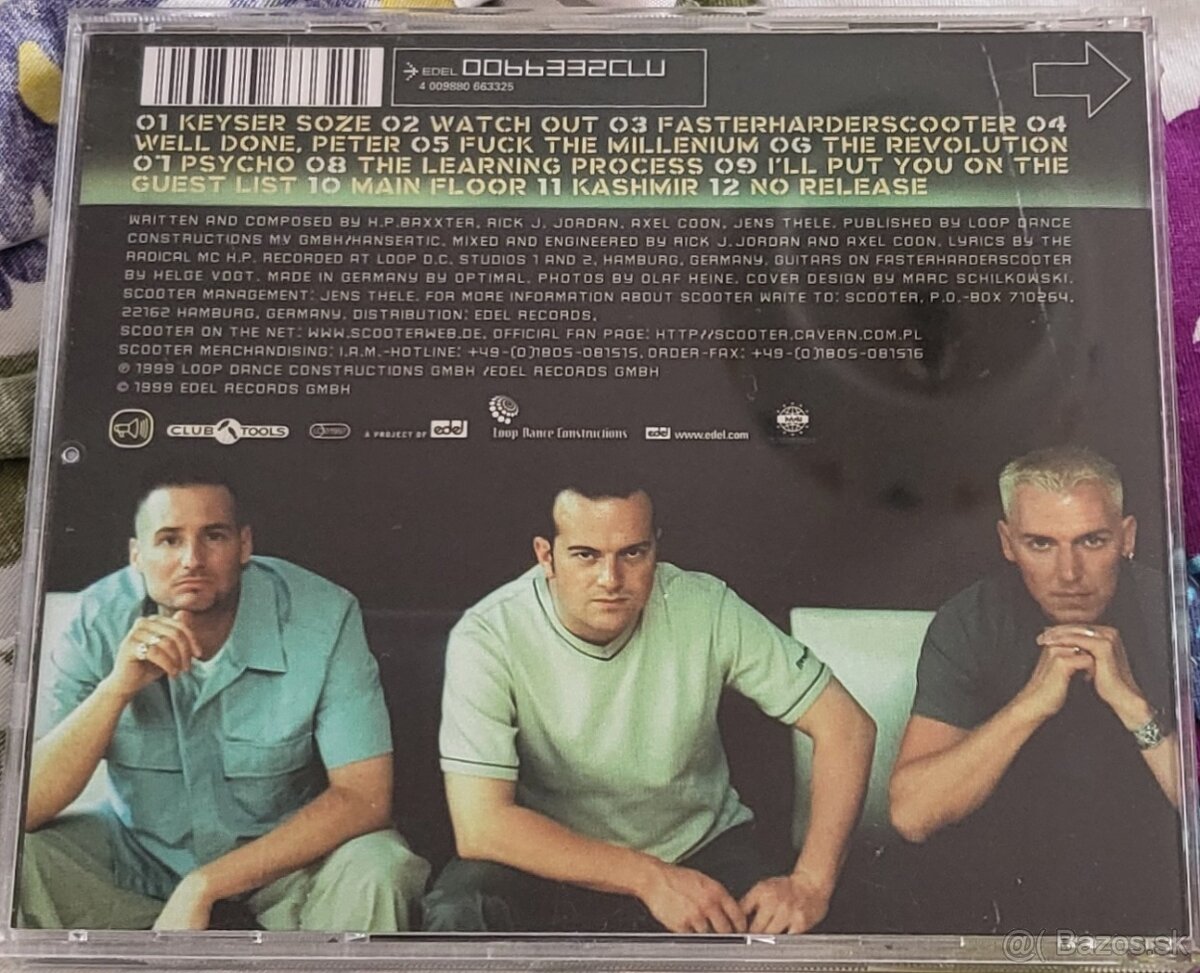 EDEL 0066332CLU
4 009880 663325
01 KEYSER SOZE 02 WATCH OUT 03 FASTERHARDERSCOOTER 04
WELL DONE, PETER 05 FUCK THE MILLENIUM 06 THE REVOLUTION
07 PSYCHO 08 THE LEARNING PROCESS 09 I'LL PUT YOU ON THE
GUEST LIST 10 MAIN FLOOR 11 KASHMIR 12 NO RELEASE
WRITTEN AND COMPOSED BY H.P.BAXXTER, RICK J. JORDAN, AXEL COON, JENS THELE. PUBLISHED BY LOOP DANCE
CONSTRUCTIONS MV GMBH/HANSEATIC. MIXED AND ENGINEERED BY RICK J.JORDAN AND AXEL COON. LYRICS BY THE
RADICAL MC H.P. RECORDED AT LOOP D.C. STUDIOS 1 AND 2, HAMBURG, GERMANY. GUITARS ON FASTERHARDERSCOOTER
BY HELGE VOGT. MADE IN GERMANY BY OPTIMAL. PHOTOS BY OLAF HEINE. COVER DESIGN BY MARC SCHILKOWSKI.
SCOOTER MANAGEMENT: JENS THELE. FOR MORE INFORMATION ABOUT SCOOTER WRITE TO: SCOOTER, P.O.-BOX 710264,
22162 HAMBURG, GERMANY. DISTRIBUTION: EDEL RECORDS.
SCOOTER ON THE NET: WWW.SCOOTERWEB.DE, OFFICIAL FAN PAGE: HTTP//SCOOTER.CAVERN.COM.PL
SCOOTER MERCHANDISING: I.A.M.-HOTLINE: +49-(0)1805-081515, ORDER-FAX: +49-(0)1805-081516
℗ 1999 LOOP DANCE CONSTRUCTIONS GMBH /EDEL RECORDS GMBH
© 1999 EDEL RECORDS GMBH
CLUB TOOLS A PROJECT OF edel Loop Dance Constructions edel www.edel.com
Bazos.sk